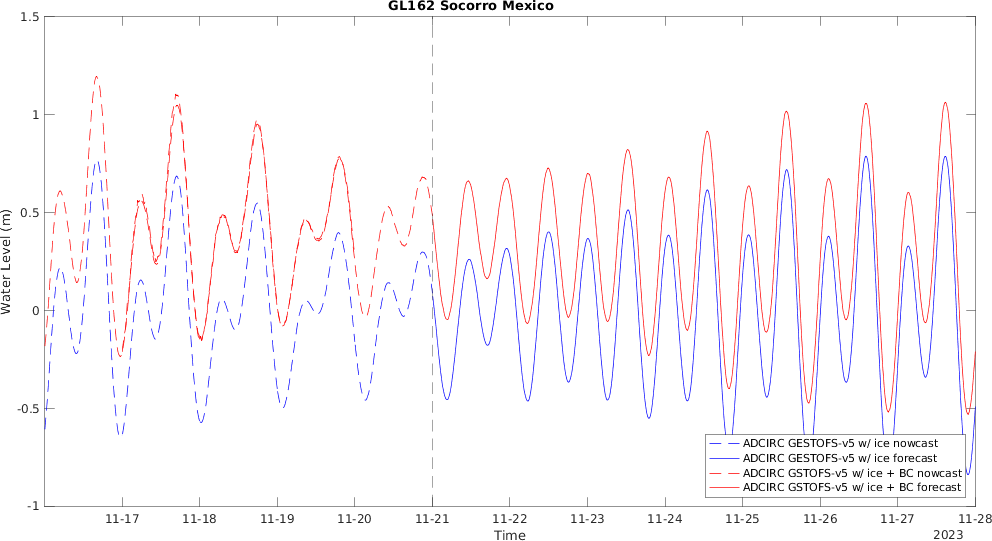 GL162 Socorro Mexico
1.5
1
0.5
0
-0.5
-1
Water Level (m)
ADCIRC GESTOFS-v5 w/ ice nowcast
ADCIRC GESTOFS-v5 w/ ice forecast
ADCIRC GSTOFS-v5 w/ ice + BC nowcast
ADCIRC GSTOFS-v5 w/ ice + BC forecast
11-17 11-18 11-19 11-20 11-21 11-22 11-23 11-24 11-25 11-26 11-27 11-28
Time
2023